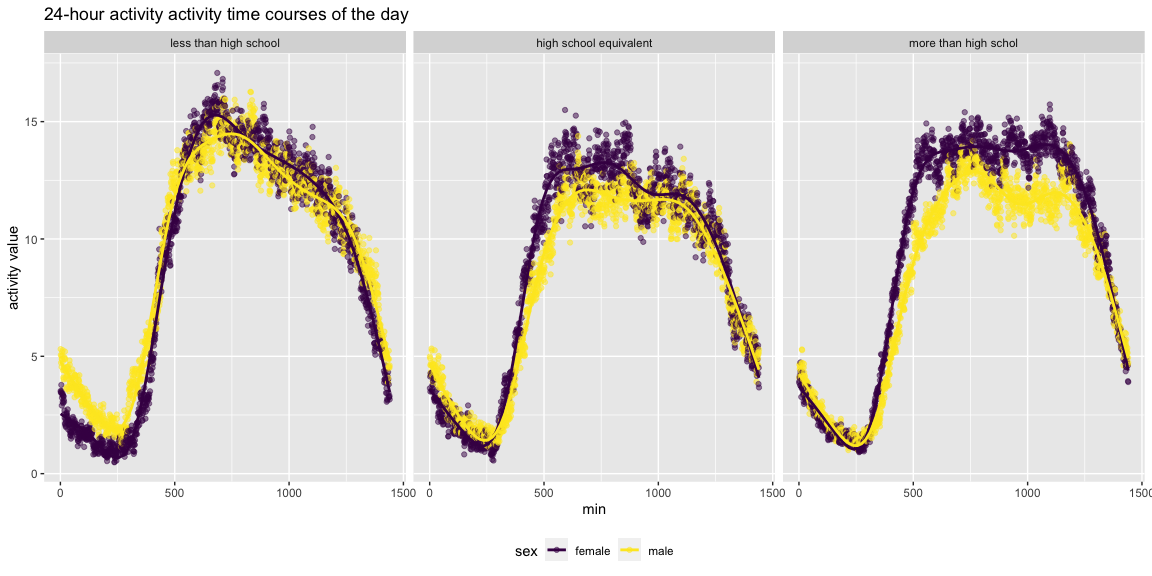 24-hour activity activity time courses of the day
less than high school
high school equivalent
more than high schol
activity value
15
10
5
0
0 500 1000 1500
0 500 1000 1500
0 500 1000 1500
min
sex female male